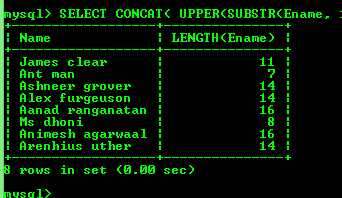 mysql> SELECT CONCAT( UPPER(SUBSTR(Ename,
| Name | LENGTH(Ename) |
| James clear | 11 |
| Ant man | 7 |
| Ashneer grover | 14 |
| Alex furgeuson | 14 |
| Aanad ranganatan | 16 |
| Ms dhoni | 8 |
| Animesh agarwaal | 16 |
| Arenhius uther | 14 |
8 rows in set (0.00 sec)
mysql>